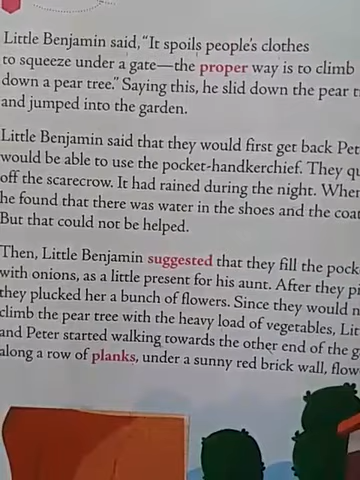 Little Benjamin said, “It spoils people's clothes
to squeeze under a gate—the proper way is to climb
down a pear tree.” Saying this, he slid down the pear
and jumped into the garden.
Little Benjamin said that they would first get back
would be able to use the pocket-handkerchief. They
off the scarecrow. It had rained during the night.
he found that there was water in the shoes and the
But that could not be helped.
Then, Little Benjamin suggested that they fill the
with onions, as a little present for his aunt. After they
they plucked her a bunch of flowers. Since they would
climb the pear tree with the heavy load of vegetables,
and Peter started walking towards the other end of the
along a row of planks, under a sunny red brick wall,